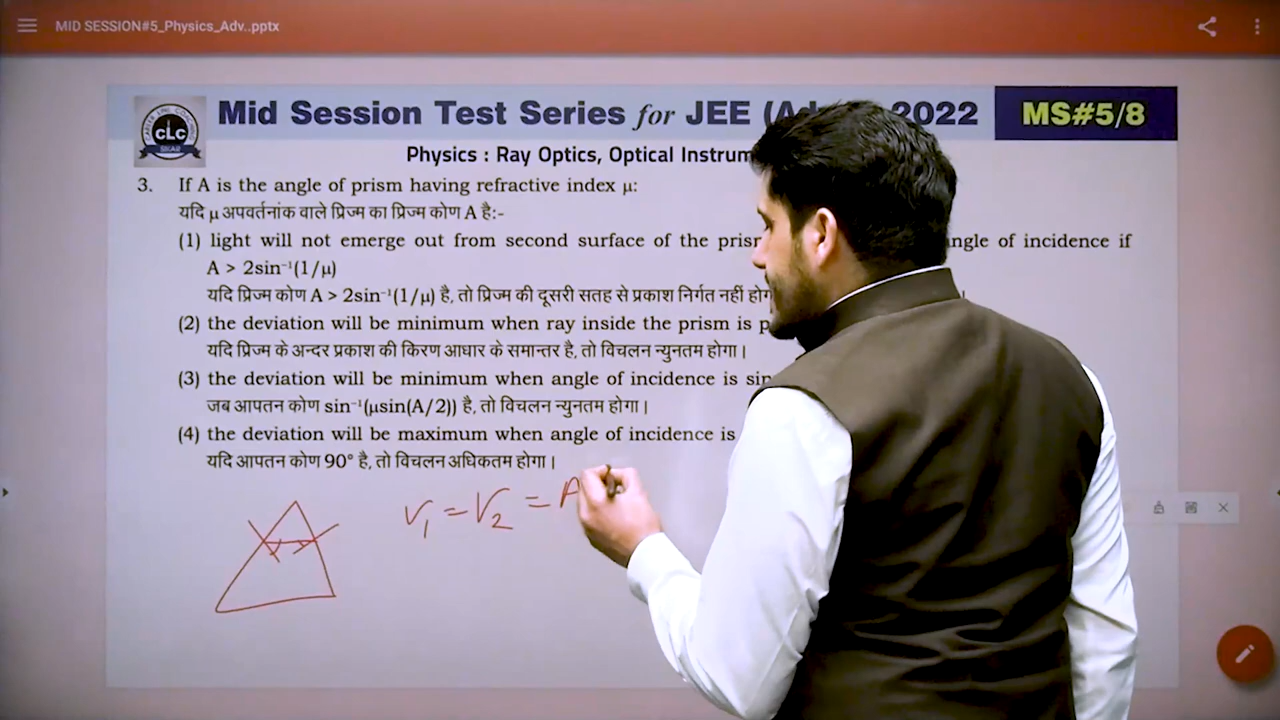 MID SESSION#5_Physics_Adv..pptx
Mid Session Test Series for JEE 2022
MS#5/8
CLC
SIKAR
Physics : Ray Optics, Optical
3. If A is the angle of prism having refractive index μ:
यदि μ अपवर्तनांक वाले प्रिज्म का प्रिज्म कोण A है:-
(1) light will not emerge out from second surface of the of incidence if
A > 2sin⁻¹(1/μ)
यदि प्रिज्म कोण A > 2sin⁻¹(1/μ) है, तो प्रिज्म की दूसरी सतह से प्रकाश निर्गत नहीं
(2) the deviation will be minimum when ray inside the prism is
यदि प्रिज्म के अन्दर प्रकाश की किरण आधार के समान्तर है, तो विचलन न्युनतम होगा।
(3) the deviation will be minimum when angle of incidence is
जब आपतन कोण sin⁻¹(μsin(A/2)) है, तो विचलन न्युनतम होगा।
(4) the deviation will be maximum when angle of incidence is
यदि आपतन कोण 90° है, तो विचलन अधिकतम होगा।
r₁ = r₂ = A